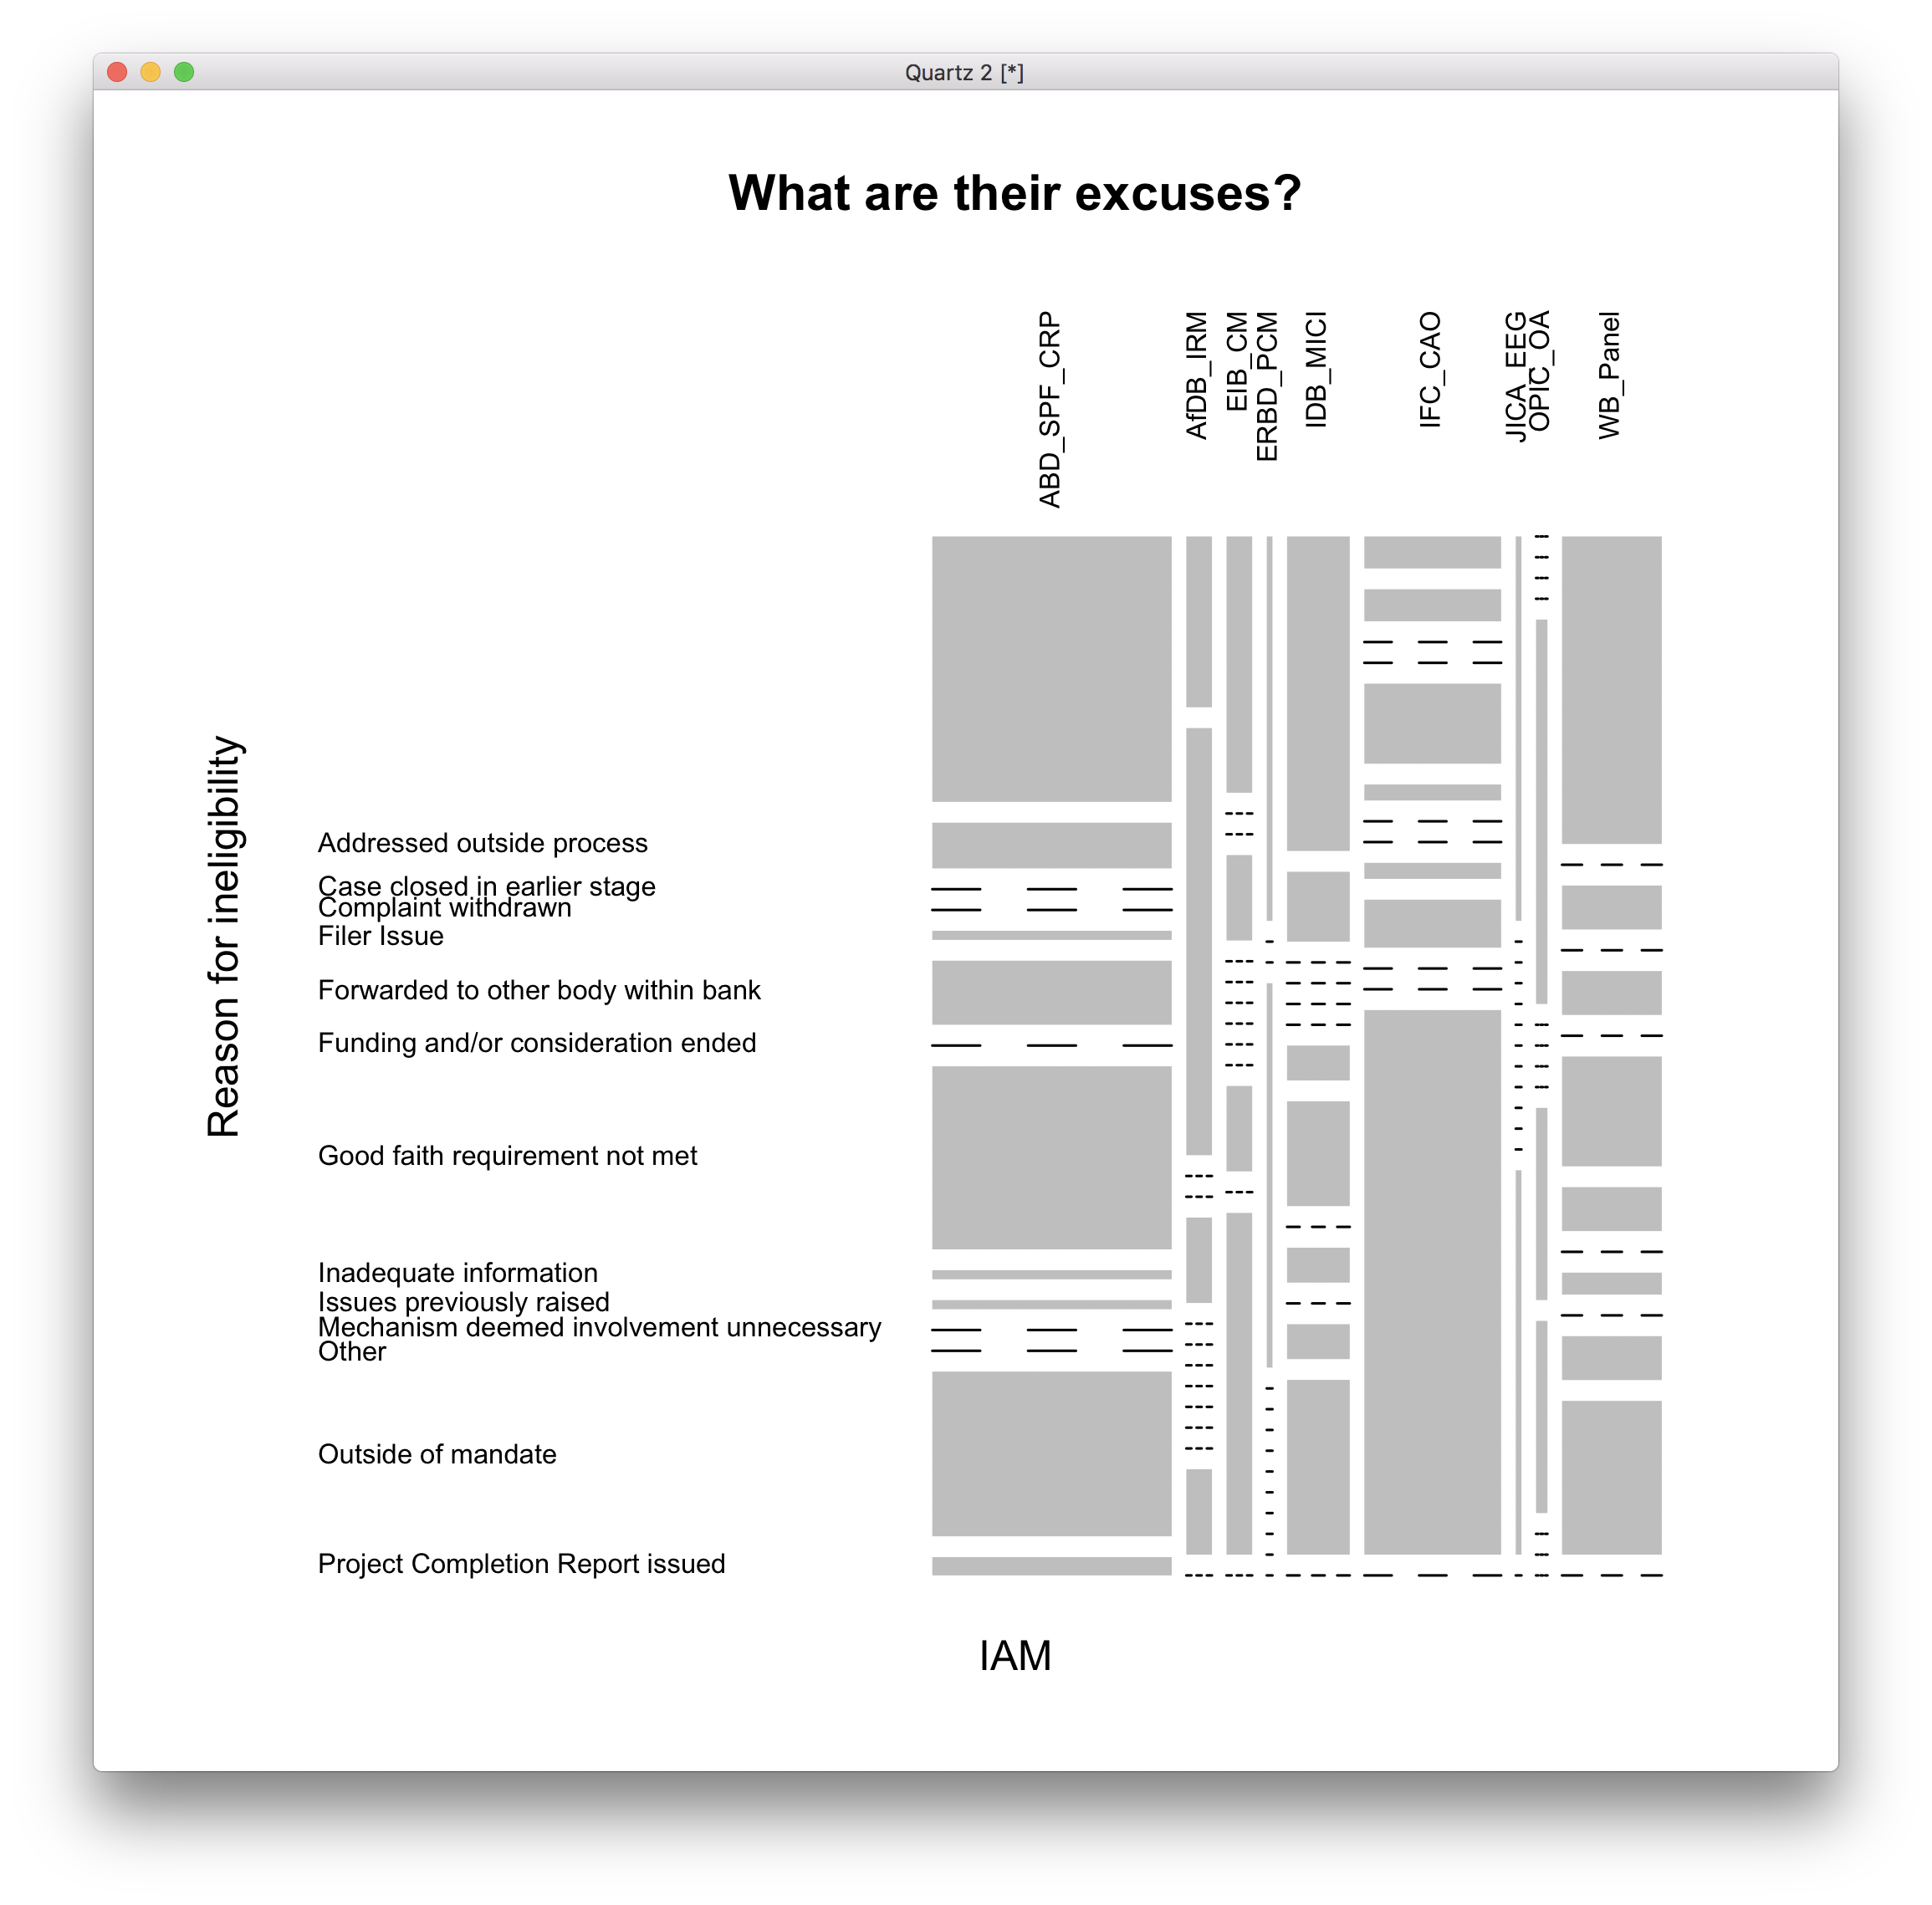 Quartz 2 [*]
What are their excuses?
ABD_SPF_CRP
AfDB_IRM
EIB_CM
ERBD_PCM
IDB_MICI
IFC_CAO
JICA_EEG
OPIC_OA
WB_Panel
Reason for ineligibility
Addressed outside process
Case closed in earlier stage
Complaint withdrawn
Filer Issue
Forwarded to other body within bank
Funding and/or consideration ended
Good faith requirement not met
Inadequate information
Issues previously raised
Mechanism deemed involvement unnecessary
Other
Outside of mandate
Project Completion Report issued
IAM